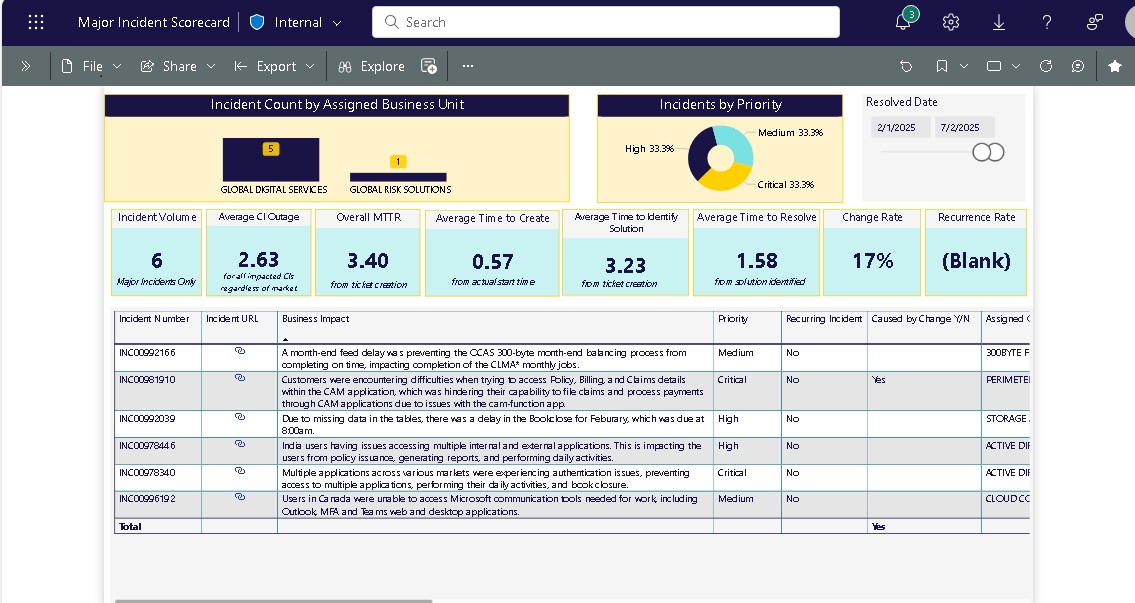 Major Incident Scorecard
Internal
Search
3
File
Share
Export
Explore
Incident Count by Assigned Business Unit
5
1
GLOBAL DIGITAL SERVICES
GLOBAL RISK SOLUTIONS
Incidents by Priority
Medium 33.3%
High 33.3%
Critical 33.3%
Resolved Date
2/1/2025
7/2/2025
Incident Volume
6
Major Incidents Only
Average CI Outage
2.63
for all impacted CIs
regardless of market
Overall MTTR
3.40
from ticket creation
Average Time to Create
0.57
from actual start time
Average Time to Identify
Solution
3.23
from ticket creation
Average Time to Resolve
1.58
from solution identified
Change Rate
17%
Recurrence Rate
(Blank)
Incident Number Incident URL Business Impact Priority Recurring Incident Caused by Change Y/N Assigned
INC00992166 A month-end feed delay was preventing the CCAS 300-byte month-end balancing process from Medium No 300BYTE F
completing on time, impacting completion of the CLMA* monthly jobs.
INC00981910 Customers were encountering difficulties when trying to access Policy, Billing, and Claims details Critical No Yes PERIMETE
within the CAM application, which was hindering their capability to file claims and process payments
through CAM applications due to issues with the cam-function app.
INC00992039 Due to missing data in the tables, there was a delay in the Bookclose for Feburary, which was due at High No STORAGE
8:00am.
INC00978446 India users having issues accessing multiple internal and external applications. This is impacting the High No ACTIVE DI
users from policy issuance, generating reports, and performing daily activities.
INC00978340 Multiple applications across various markets were experiencing authentication issues, preventing Critical No ACTIVE DI
access to multiple applications, performing their daily activities, and book closure.
INC00996192 Users in Canada were unable to access Microsoft communication tools needed for work, including Medium No CLOUD CO
Outlook, MFA and Teams web and desktop applications.
Total Yes